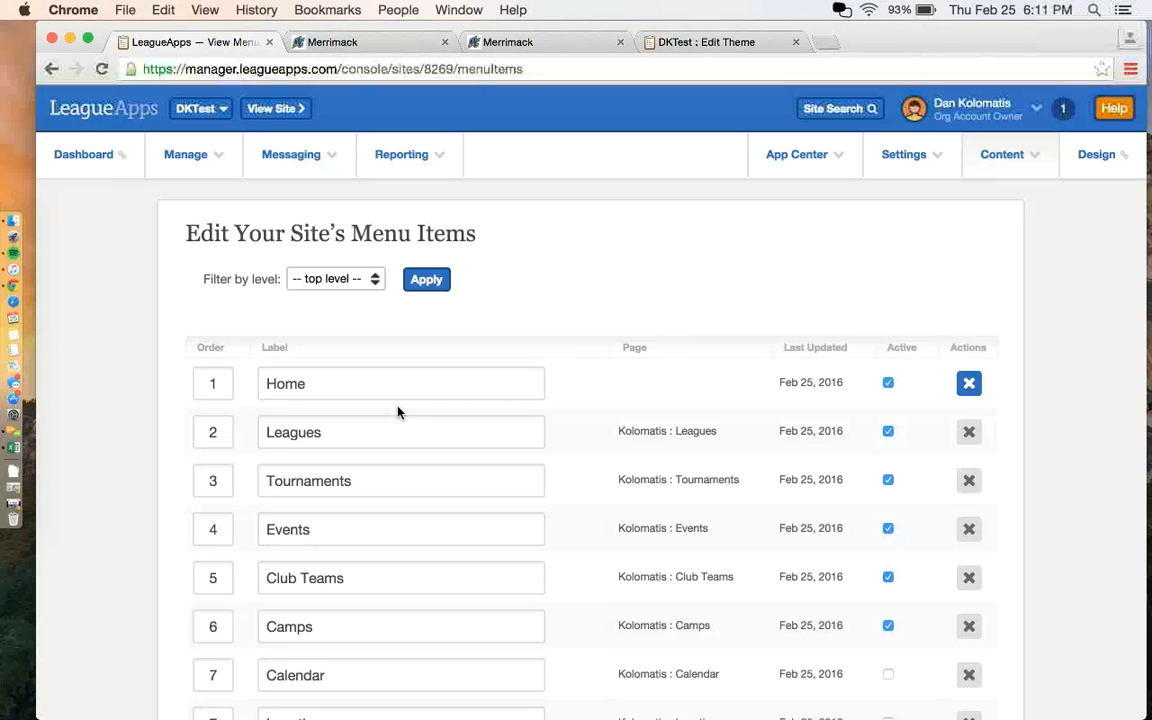 Chrome File Edit View History Bookmarks People Window Help 93% Thu Feb 25 6:11 PM
LeagueApps — View Menu Merrimack Merrimack DKTest : Edit Theme
https://manager.leagueapps.com/console/sites/8269/menuItems
LeagueApps DKTest View Site Site Search Dan Kolomatis 1 Help
Org Account Owner
Dashboard Manage Messaging Reporting App Center Settings Content Design
Edit Your Site's Menu Items
Filter by level: -- top level -- Apply
Order Label Page Last Updated Active Actions
1 Home Feb 25, 2016
2 Leagues Kolomatis : Leagues Feb 25, 2016
3 Tournaments Kolomatis : Tournaments Feb 25, 2016
4 Events Kolomatis : Events Feb 25, 2016
5 Club Teams Kolomatis : Club Teams Feb 25, 2016
6 Camps Kolomatis : Camps Feb 25, 2016
7 Calendar Kolomatis : Calendar Feb 25, 2016